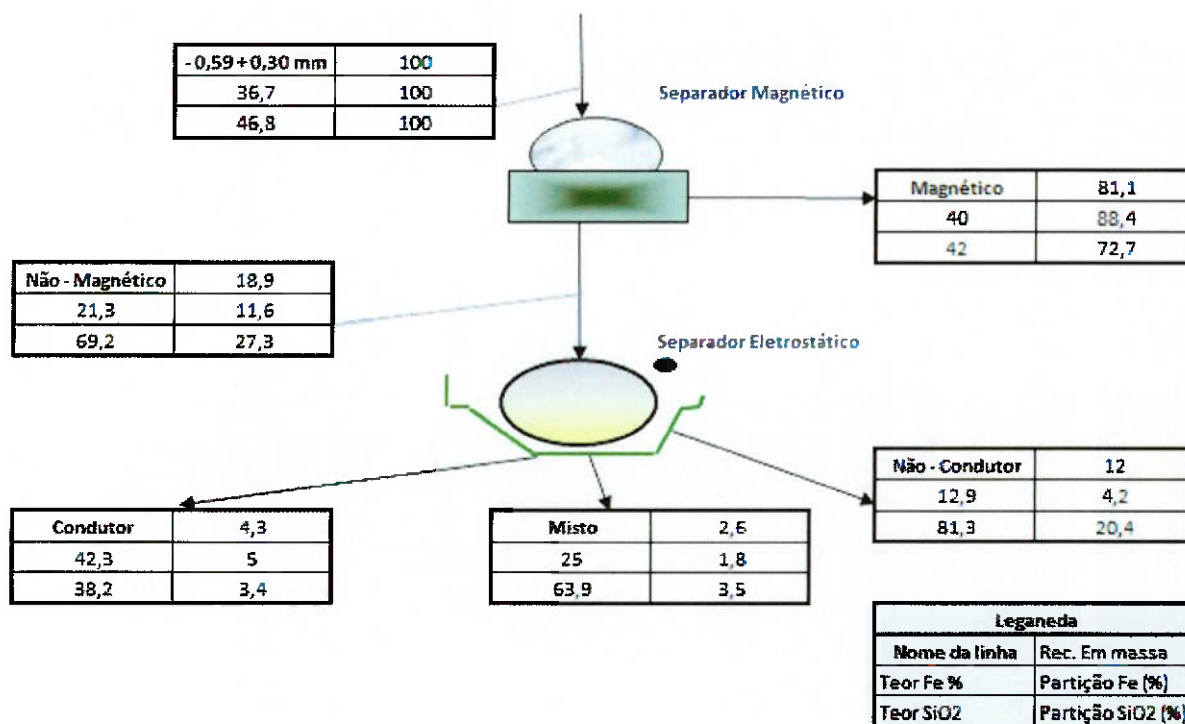 - 0,59 + 0,30 mm 100
36,7 100
46,8 100
Separador Magnético
Magnético 81,1
40 88,4
42 72,7
Não - Magnético 18,9
21,3 11,6
69,2 27,3
Separador Eletrostático
Não - Condutor 12
12,9 4,2
81,3 20,4
Condutor 4,3
42,3 5
38,2 3,4
Misto 2,6
25 1,8
63,9 3,5
Leganeda
Nome da linha Rec. Em massa
Teor Fe % Partição Fe (%)
Teor SiO2 Partição SiO2 (%)